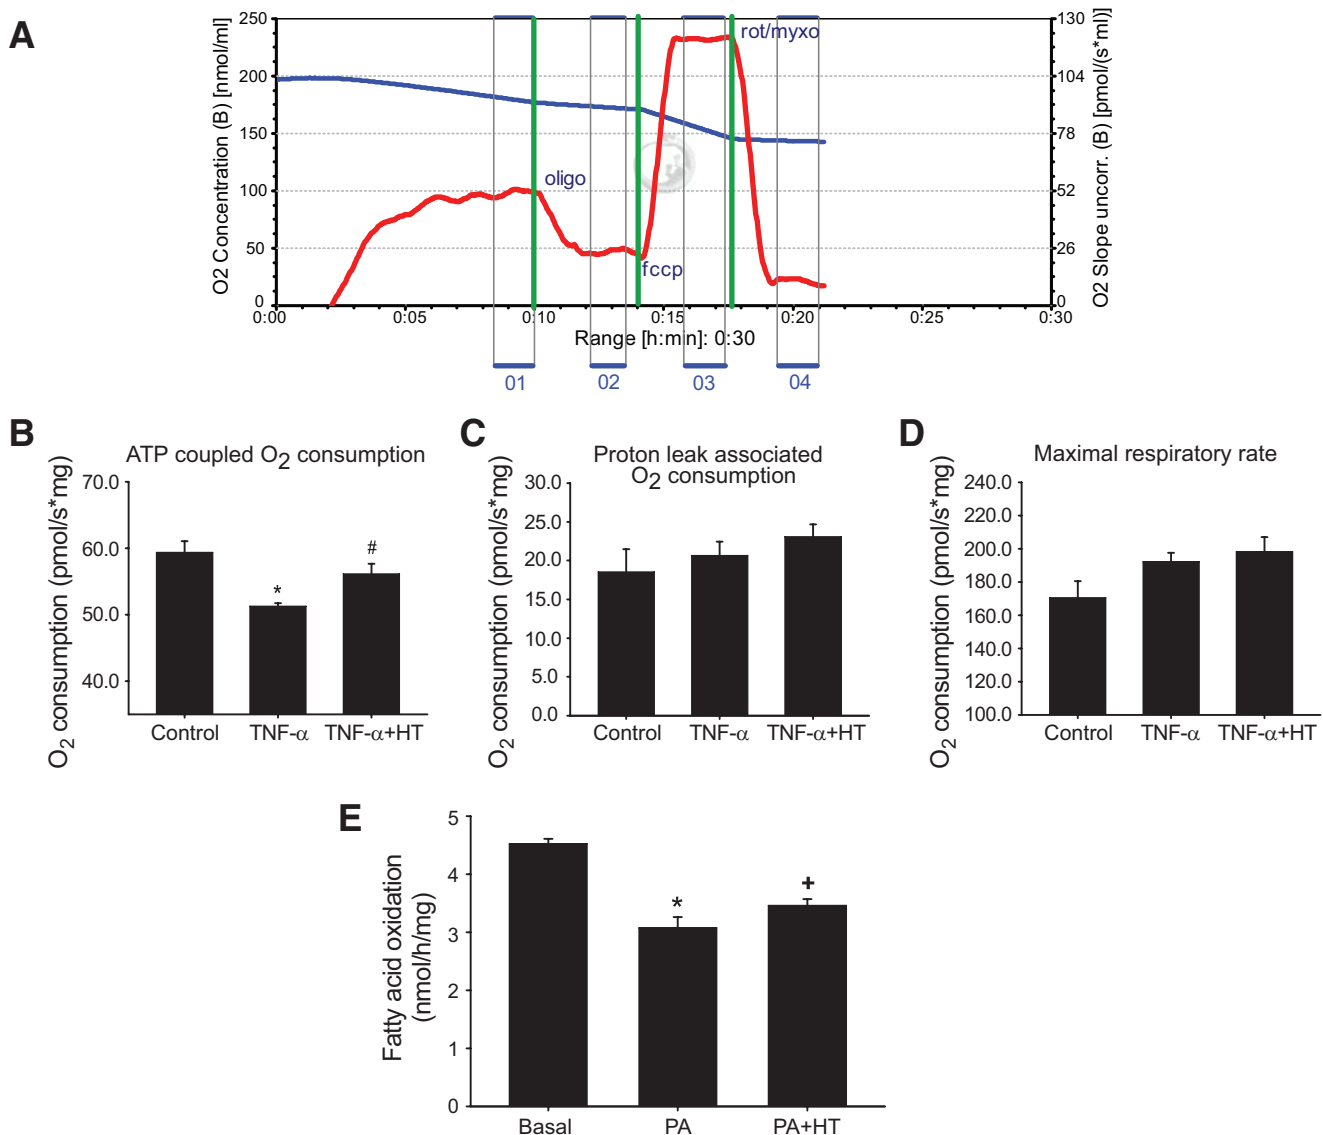 A
O2 Concentration (B) [nmol/ml]
250
200
150
100
50
0
130
104
78
52
26
0
O2 Slope uncorr. (B) [pmol/(s*ml)]
oligo
fccp
rot/myxo
0:00 0:05 0:10 0:15 0:20 0:25 0:30
Range [h:min]: 0:30
01 02 03 04
B
ATP coupled O2 consumption
O2 consumption (pmol/s*mg)
70.0
60.0
50.0
40.0
*
#
Control TNF-α TNF-α+HT
C
Proton leak associated
O2 consumption
O2 consumption (pmol/s*mg)
30.0
25.0
20.0
15.0
10.0
5.0
0.0
Control TNF-α TNF-α+HT
D
Maximal respiratory rate
O2 consumption (pmol/s*mg)
240.0
220.0
200.0
180.0
160.0
140.0
120.0
100.0
Control TNF-α TNF-α+HT
E
Fatty acid oxidation
(nmol/h/mg)
5
4
3
2
1
0
*
+
Basal PA PA+HT